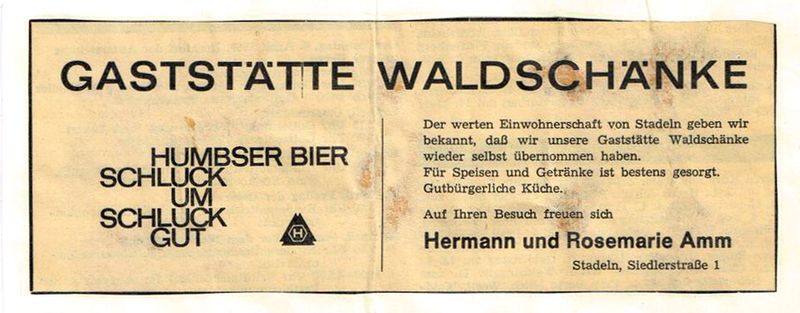 GASTSTÄTTE WALDSCHÄNKE
HUMBSER BIER
SCHLUCK
UM
SCHLUCK
GUT
H
Der werten Einwohnerschaft von Stadeln geben wir
bekannt, daß wir unsere Gaststätte Waldschänke
wieder selbst übernommen haben.
Für Speisen und Getränke ist bestens gesorgt.
Gutbürgerliche Küche.
Auf Ihren Besuch freuen sich
Hermann und Rosemarie Amm
Stadeln, Siedlerstraße 1